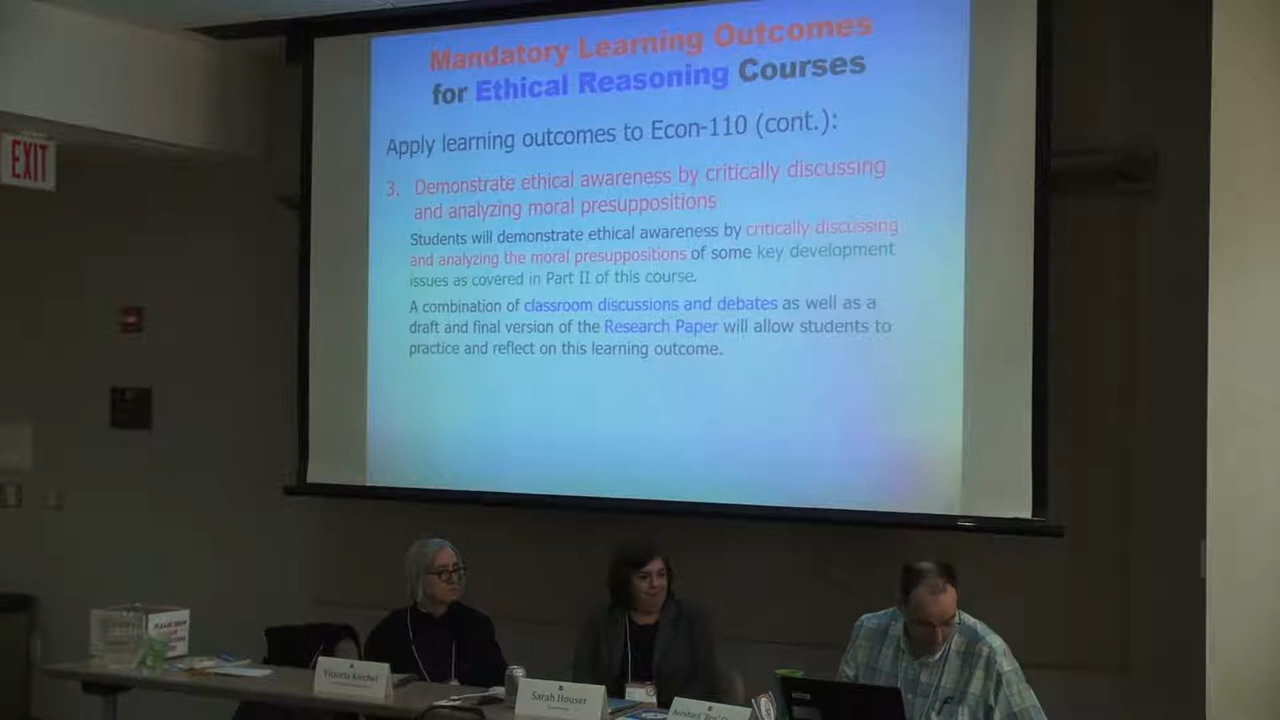 Mandatory Learning Outcomes
for Ethical Reasoning Courses
Apply learning outcomes to Econ-110 (cont.):
3. Demonstrate ethical awareness by critically discussing
and analyzing moral presuppositions
Students will demonstrate ethical awareness by critically discussing
and analyzing the moral presuppositions of some key development
issues as covered in Part II of this course.
A combination of classroom discussions and debates as well as a
draft and final version of the Research Paper will allow students to
practice and reflect on this learning outcome.
EXIT
Victoria Kiechel
Sarah Houser